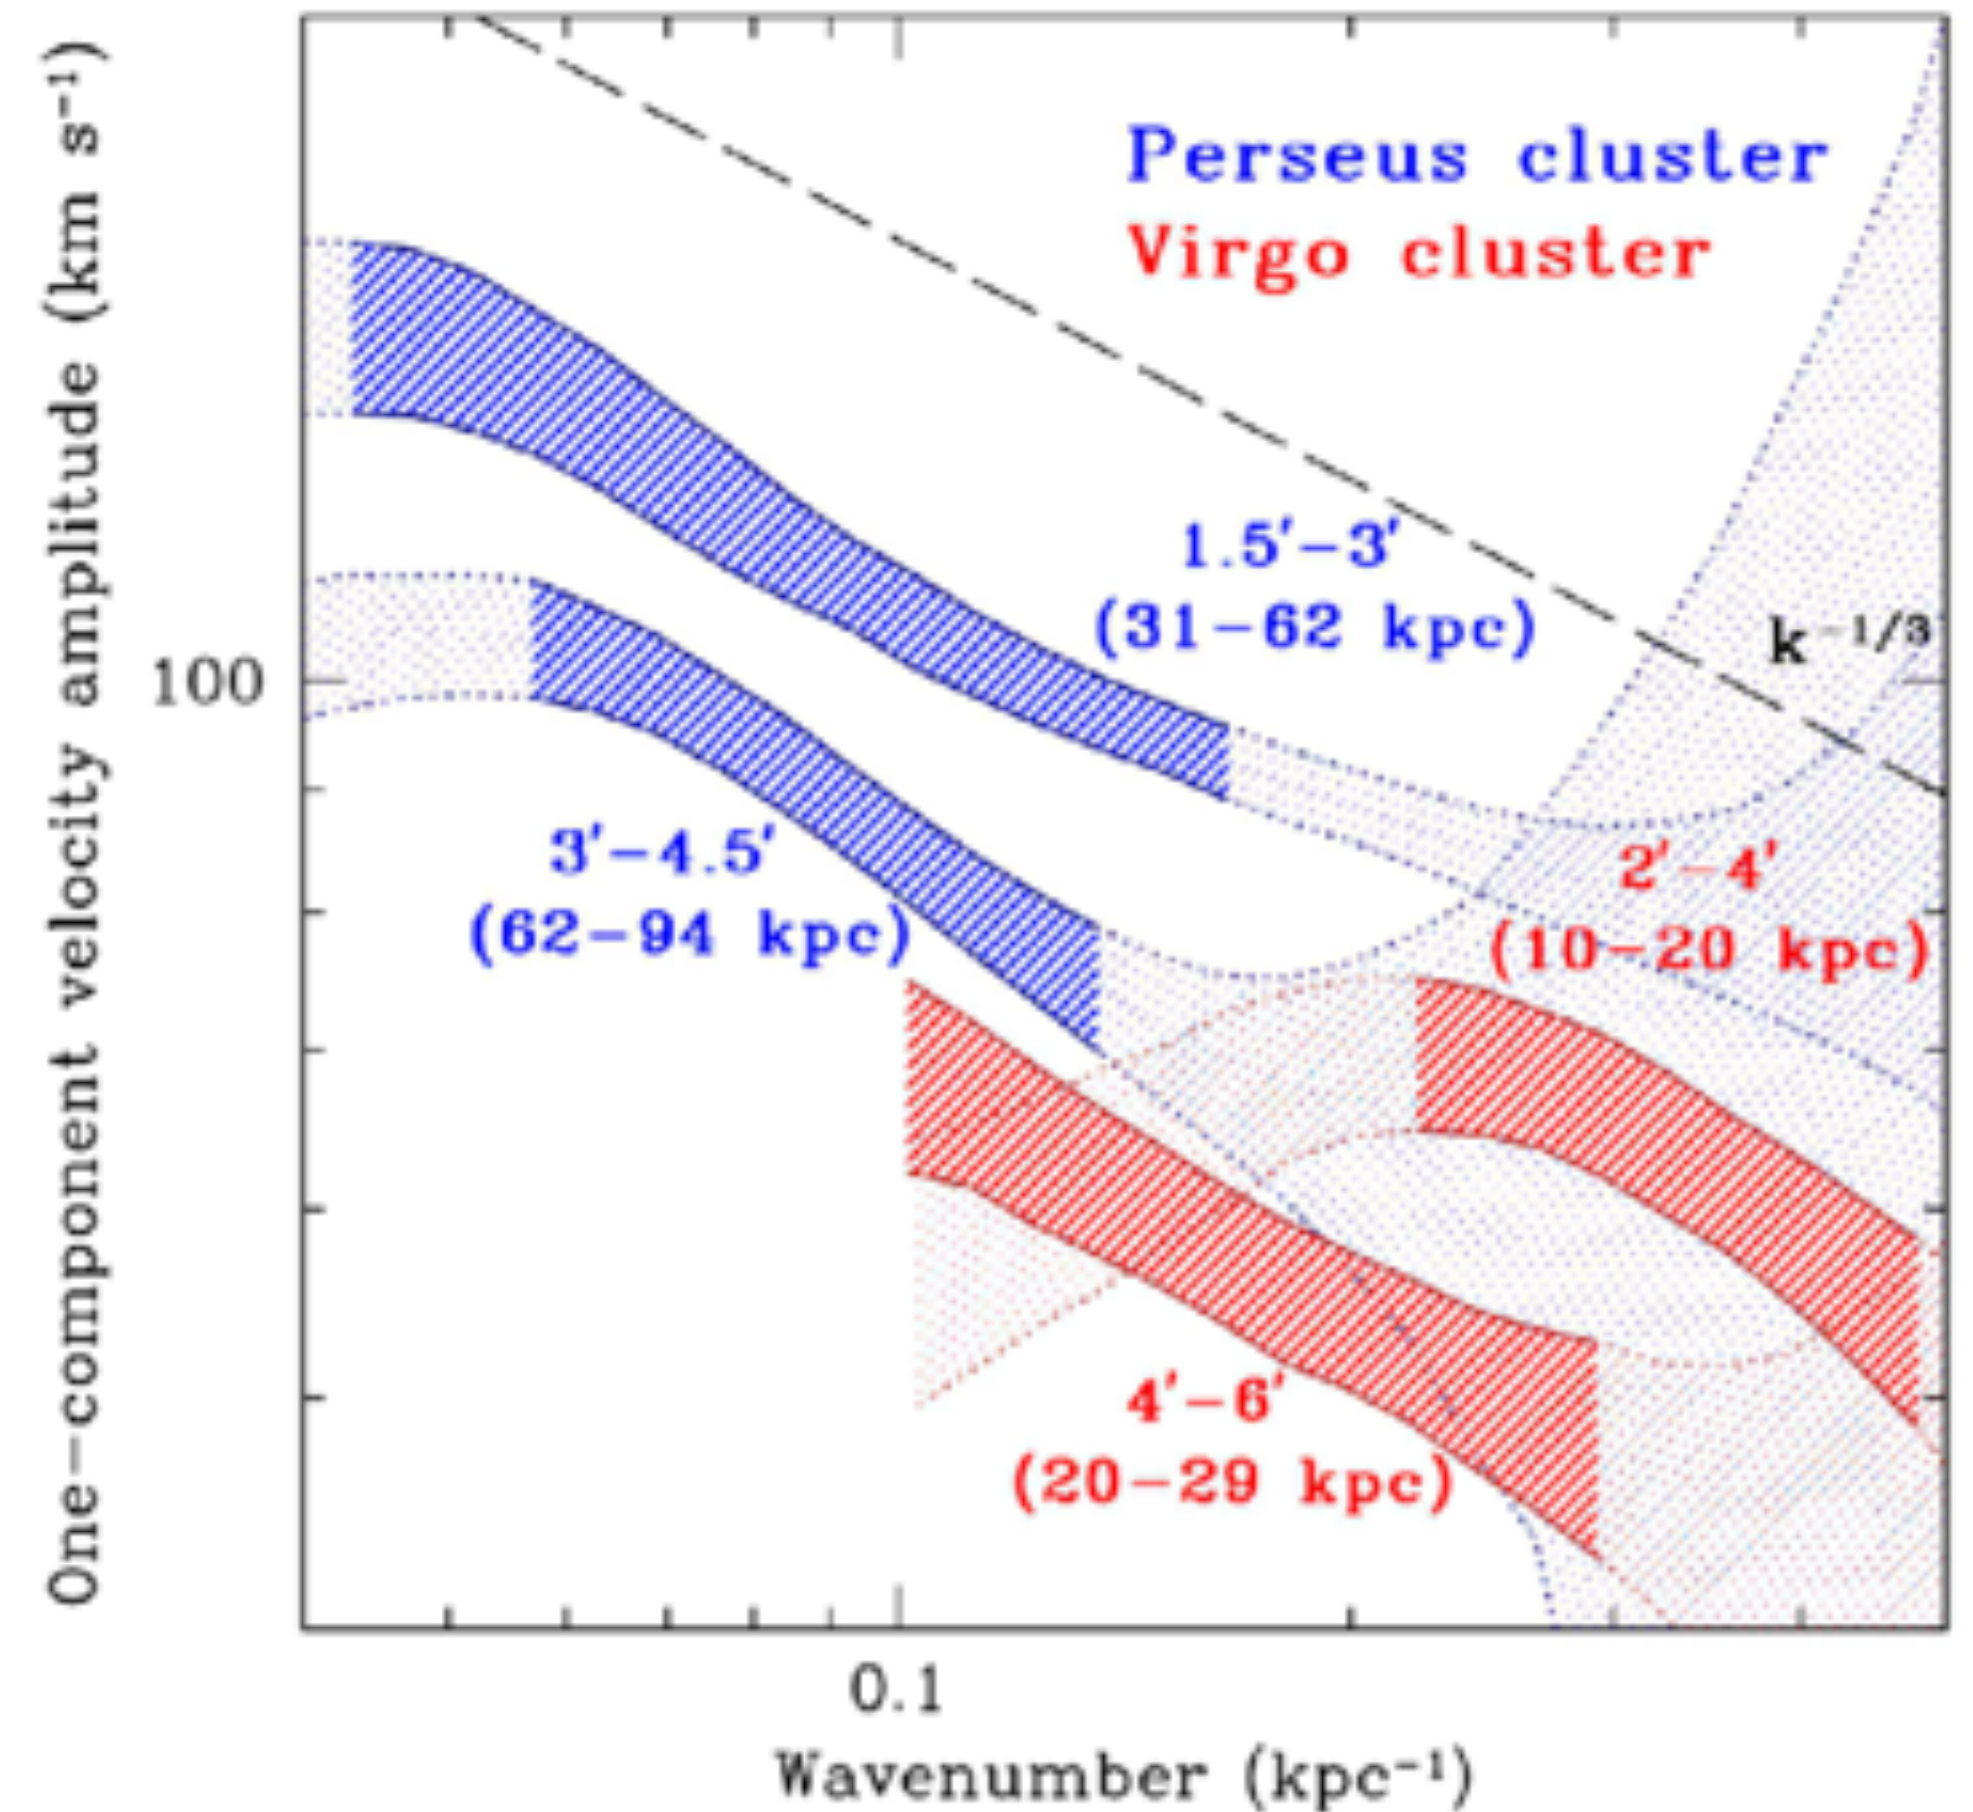 One-component velocity amplitude (km s⁻¹)
Perseus cluster
Virgo cluster
1.5′-3′
(31-62 kpc)
k⁻¹/³
100
3′-4.5′
(62-94 kpc)
2′-4′
(10-20 kpc)
4′-6′
(20-29 kpc)
0.1
Wavenumber (kpc⁻¹)